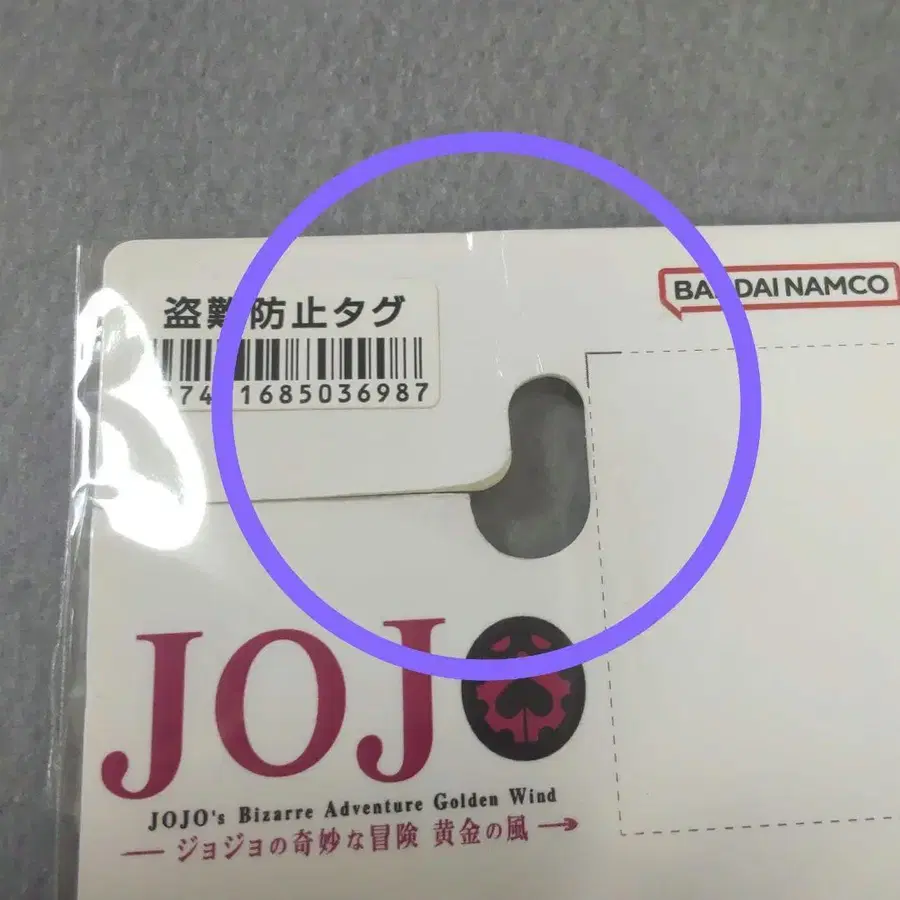 盗難防止タグ
74 1685036987
BANDAI NAMCO
JOJO
JOJO's Bizarre Adventure Golden Wind
ジョジョの奇妙な冒険 黄金の風